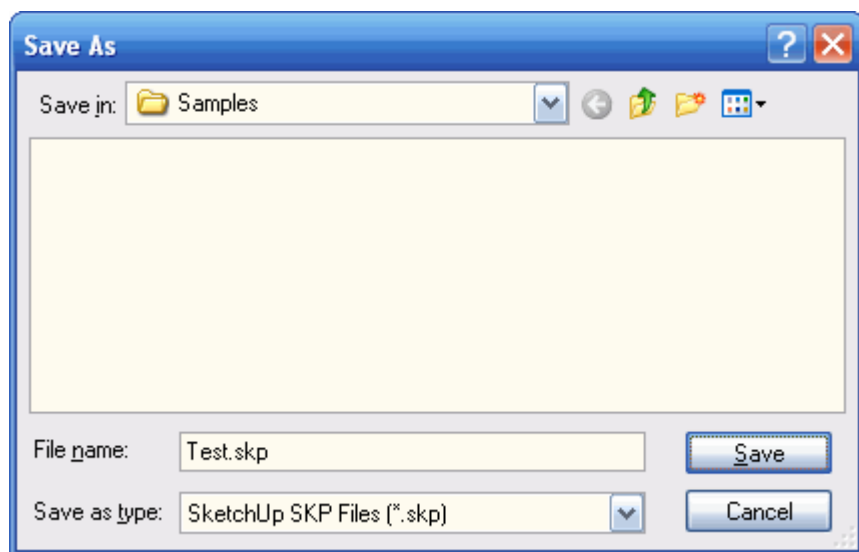 Save As
Save in: Samples
File name: Test.skp
Save
Save as type: SketchUp SKP Files (*.skp)
Cancel